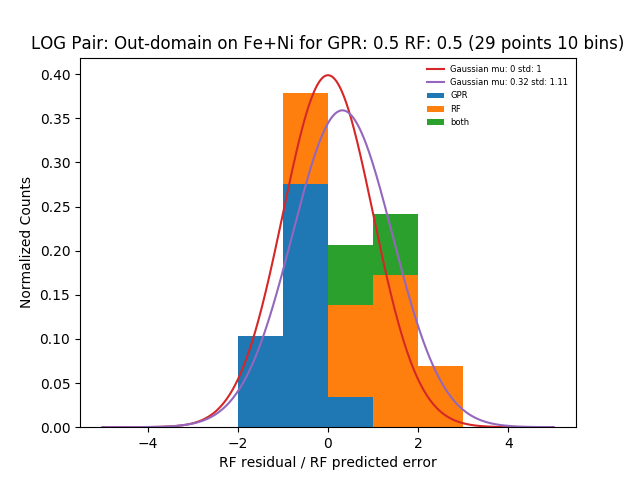 LOG Pair: Out-domain on Fe+Ni for GPR: 0.5 RF: 0.5 (29 points 10 bins)
Gaussian mu: 0 std: 1
Gaussian mu: 0.32 std: 1.11
GPR
RF
both
Normalized Counts
0.40
0.35
0.30
0.25
0.20
0.15
0.10
0.05
0.00
−4 −2 0 2 4
RF residual / RF predicted error